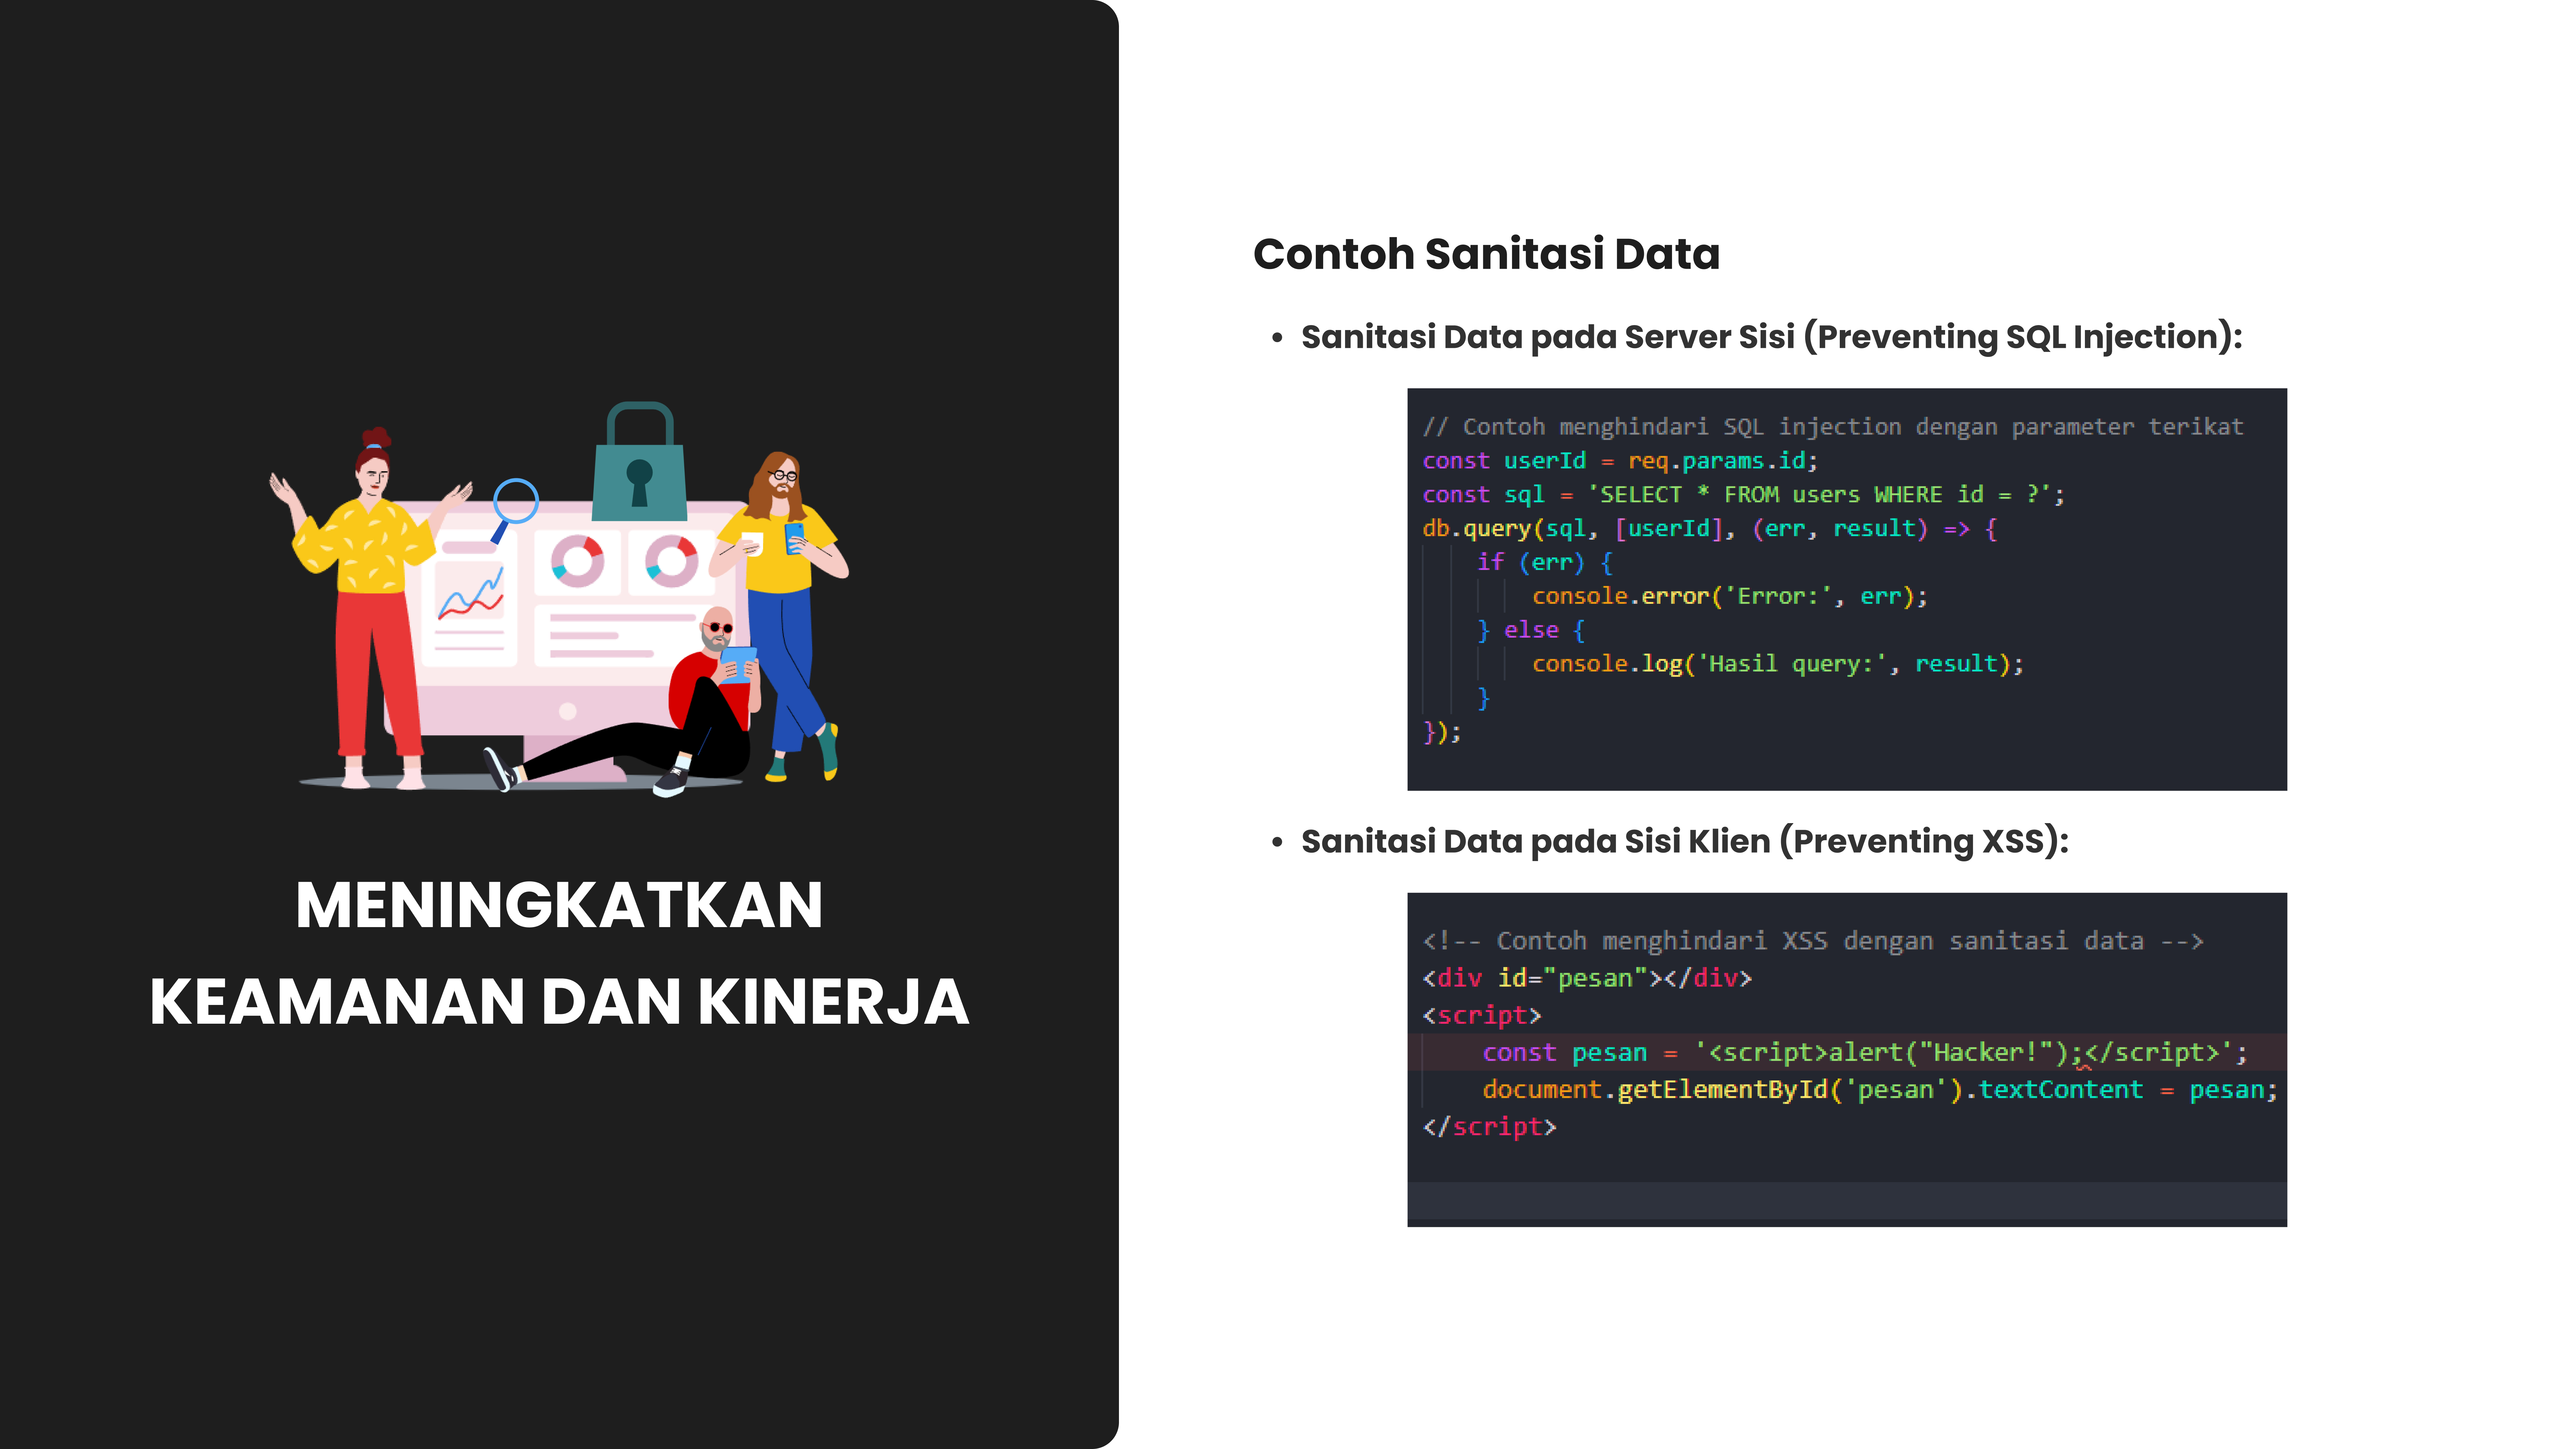 MENINGKATKAN
KEAMANAN DAN KINERJA
Contoh Sanitasi Data
• Sanitasi Data pada Server Sisi (Preventing SQL Injection):
// Contoh menghindari SQL injection dengan parameter terikat
const userId = req.params.id;
const sql = 'SELECT * FROM users WHERE id = ?';
db.query(sql, [userId], (err, result) => {
    if (err) {
        console.error('Error:', err);
    } else {
        console.log('Hasil query:', result);
    }
});
• Sanitasi Data pada Sisi Klien (Preventing XSS):
<!-- Contoh menghindari XSS dengan sanitasi data -->
<div id="pesan"></div>
<script>
    const pesan = '<script>alert("Hacker!");</script>';
    document.getElementById('pesan').textContent = pesan;
</script>